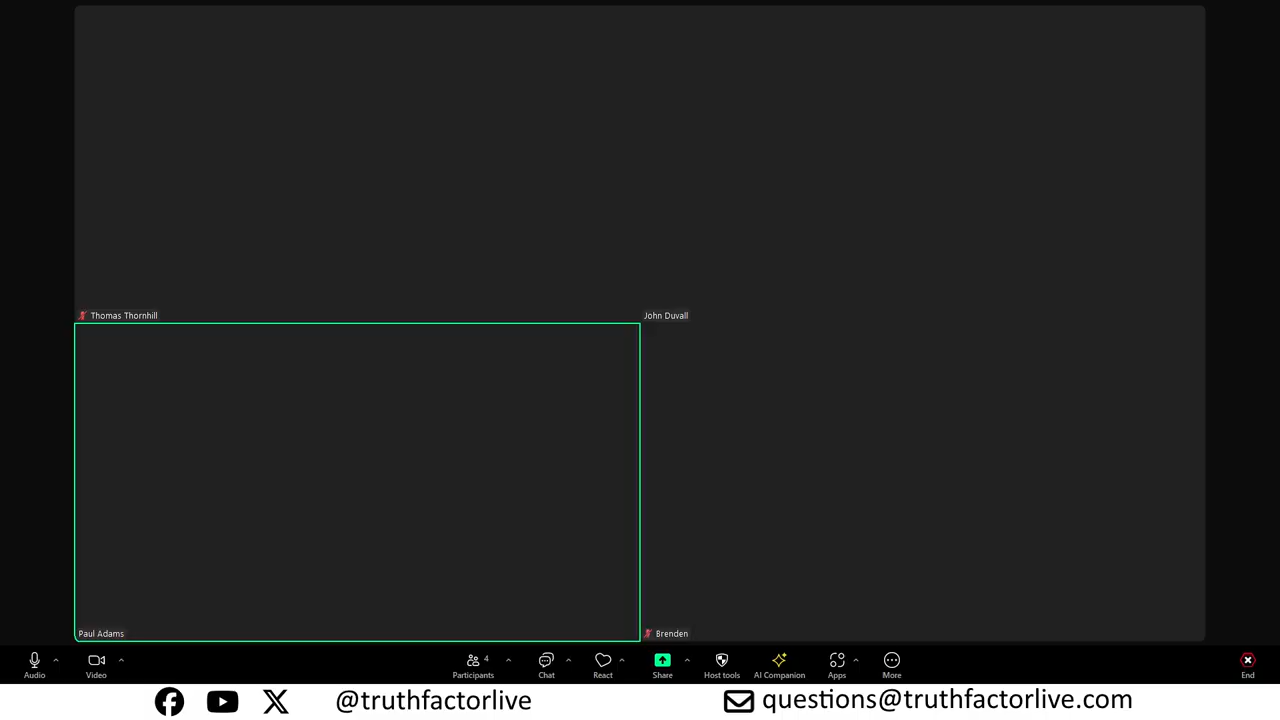 Thomas Thornhill
John Duvall
Paul Adams
Brenden
Audio
Video
Participants 4
Chat
React
Share
Host tools
AI Companion
Apps
More
End
@truthfactorlive
questions@truthfactorlive.com